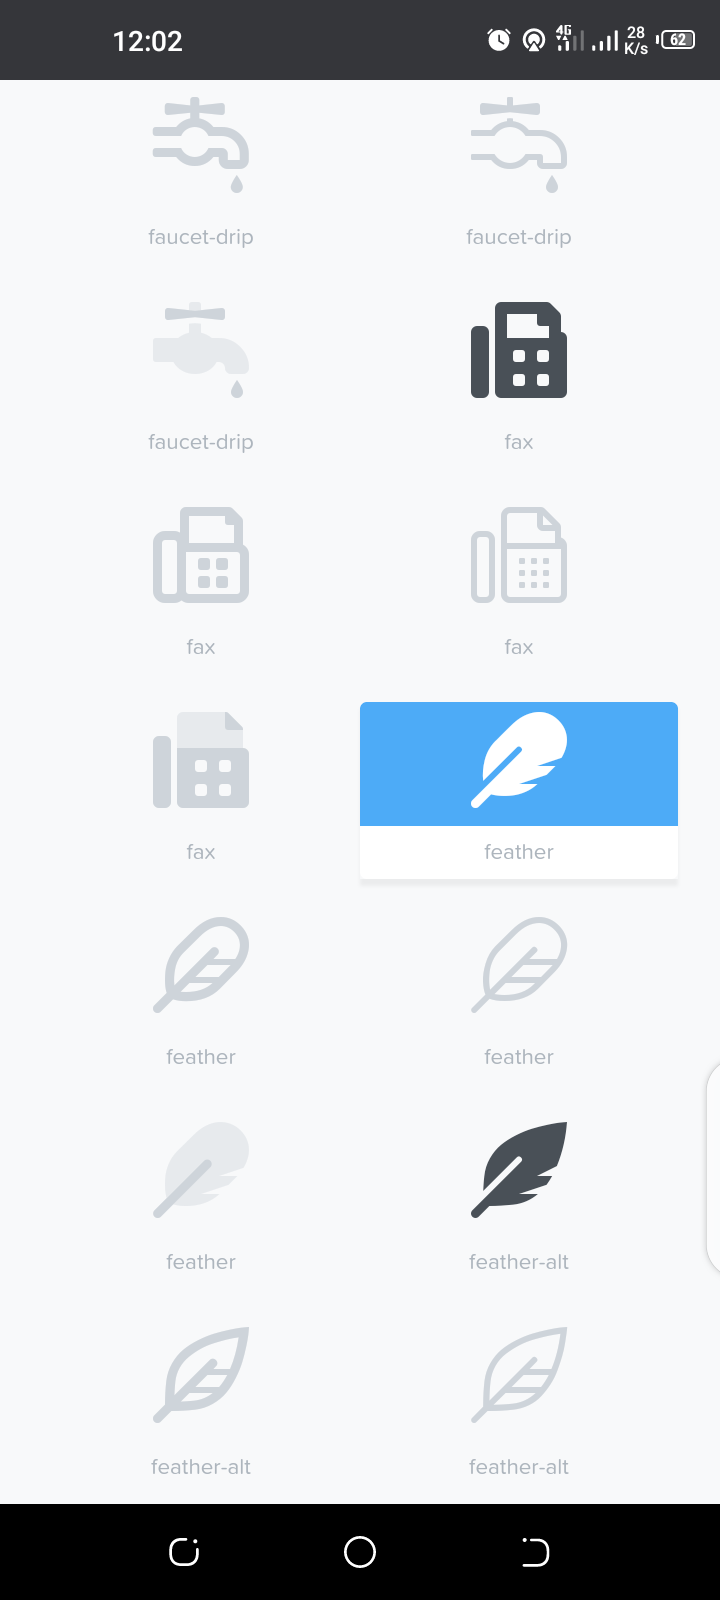 12:02
4G
28
K/s
62
faucet-drip faucet-drip
faucet-drip fax
fax fax
fax feather
feather feather
feather feather-alt
feather-alt feather-alt